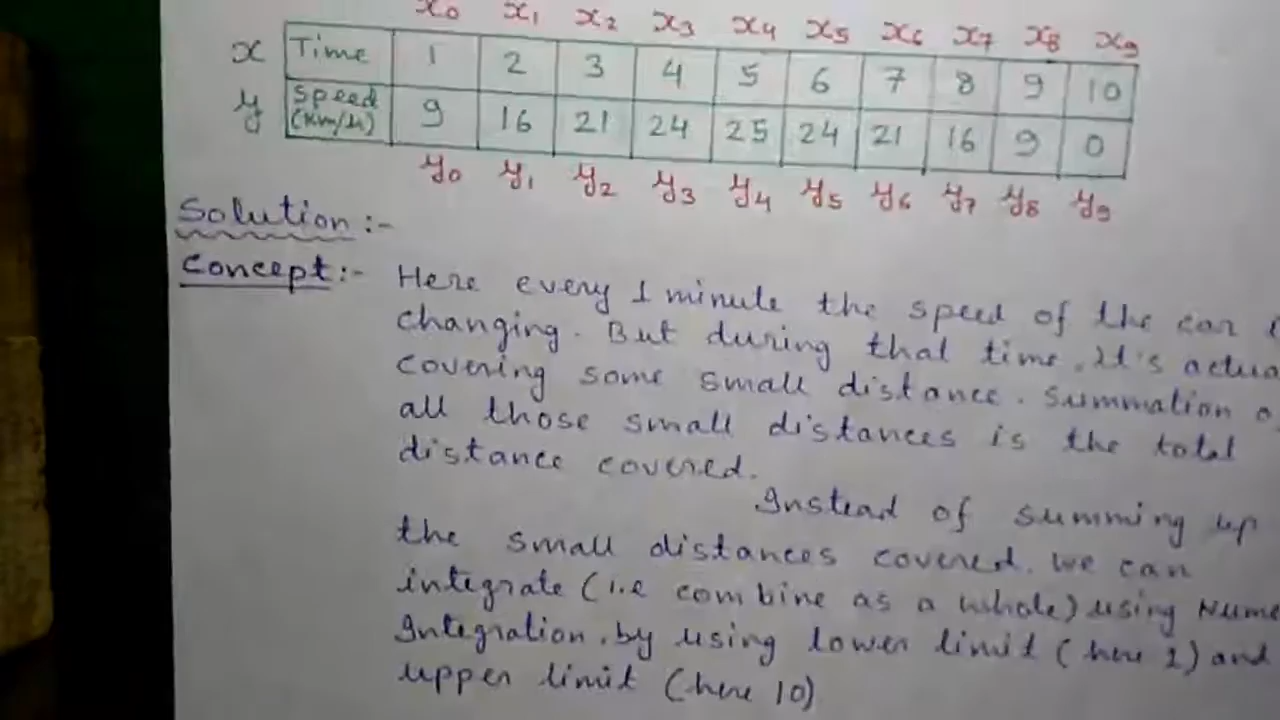 x₀ x₁ x₂ x₃ x₄ x₅ x₆ x₇ x₈ x₉
x Time 1 2 3 4 5 6 7 8 9 10
y Speed (Km/h) 9 16 21 24 25 24 21 16 9 0
y₀ y₁ y₂ y₃ y₄ y₅ y₆ y₇ y₈ y₉
Solution :-
Concept :- Here every 1 minute the speed of the car
changing. But during that time, It's actua
covering some small distance. Summation o
all those small distances is the total
distance covered.
Instead of summing up
the small distances covered. we can
integrate (i.e combine as a whole) using Nume
Integration, by using lower limit (here 1) and
upper limit (here 10)